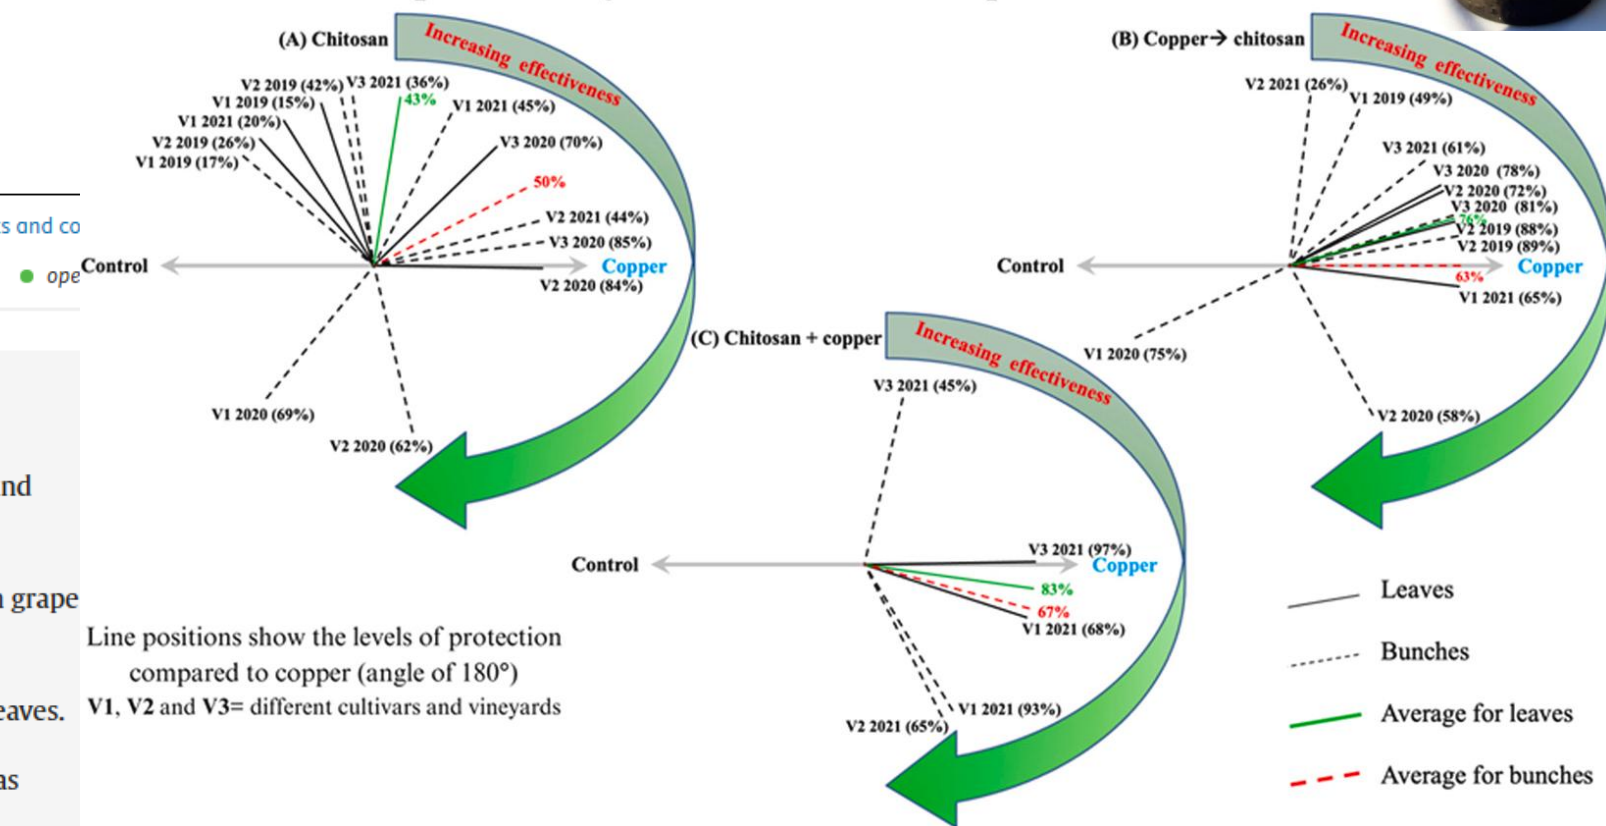 (A) Chitosan
Increasing effectiveness
V2 2019 (42%)
V3 2021 (36%)
V1 2019 (15%)
43%
V1 2021 (45%)
V1 2021 (20%)
V2 2019 (26%)
V3 2020 (70%)
V1 2019 (17%)
50%
V2 2021 (44%)
V3 2020 (85%)
Control
Copper
V2 2020 (84%)
V1 2020 (69%)
V2 2020 (62%)
(B) Copper→ chitosan
Increasing effectiveness
V2 2021 (26%)
V1 2019 (49%)
V3 2021 (61%)
V3 2020 (78%)
V2 2020 (72%)
V3 2020 (81%)
76%
V2 2019 (88%)
V2 2019 (89%)
Control
Copper
63%
V1 2021 (65%)
V1 2020 (75%)
V2 2020 (58%)
(C) Chitosan + copper
Increasing effectiveness
V3 2021 (45%)
V3 2021 (97%)
Control
Copper
83%
67%
V1 2021 (68%)
V1 2021 (93%)
V2 2021 (65%)
Line positions show the levels of protection
compared to copper (angle of 180°)
V1, V2 and V3= different cultivars and vineyards
Leaves
Bunches
Average for leaves
Average for bunches
s and co
ope
nd
grape
eaves.
as